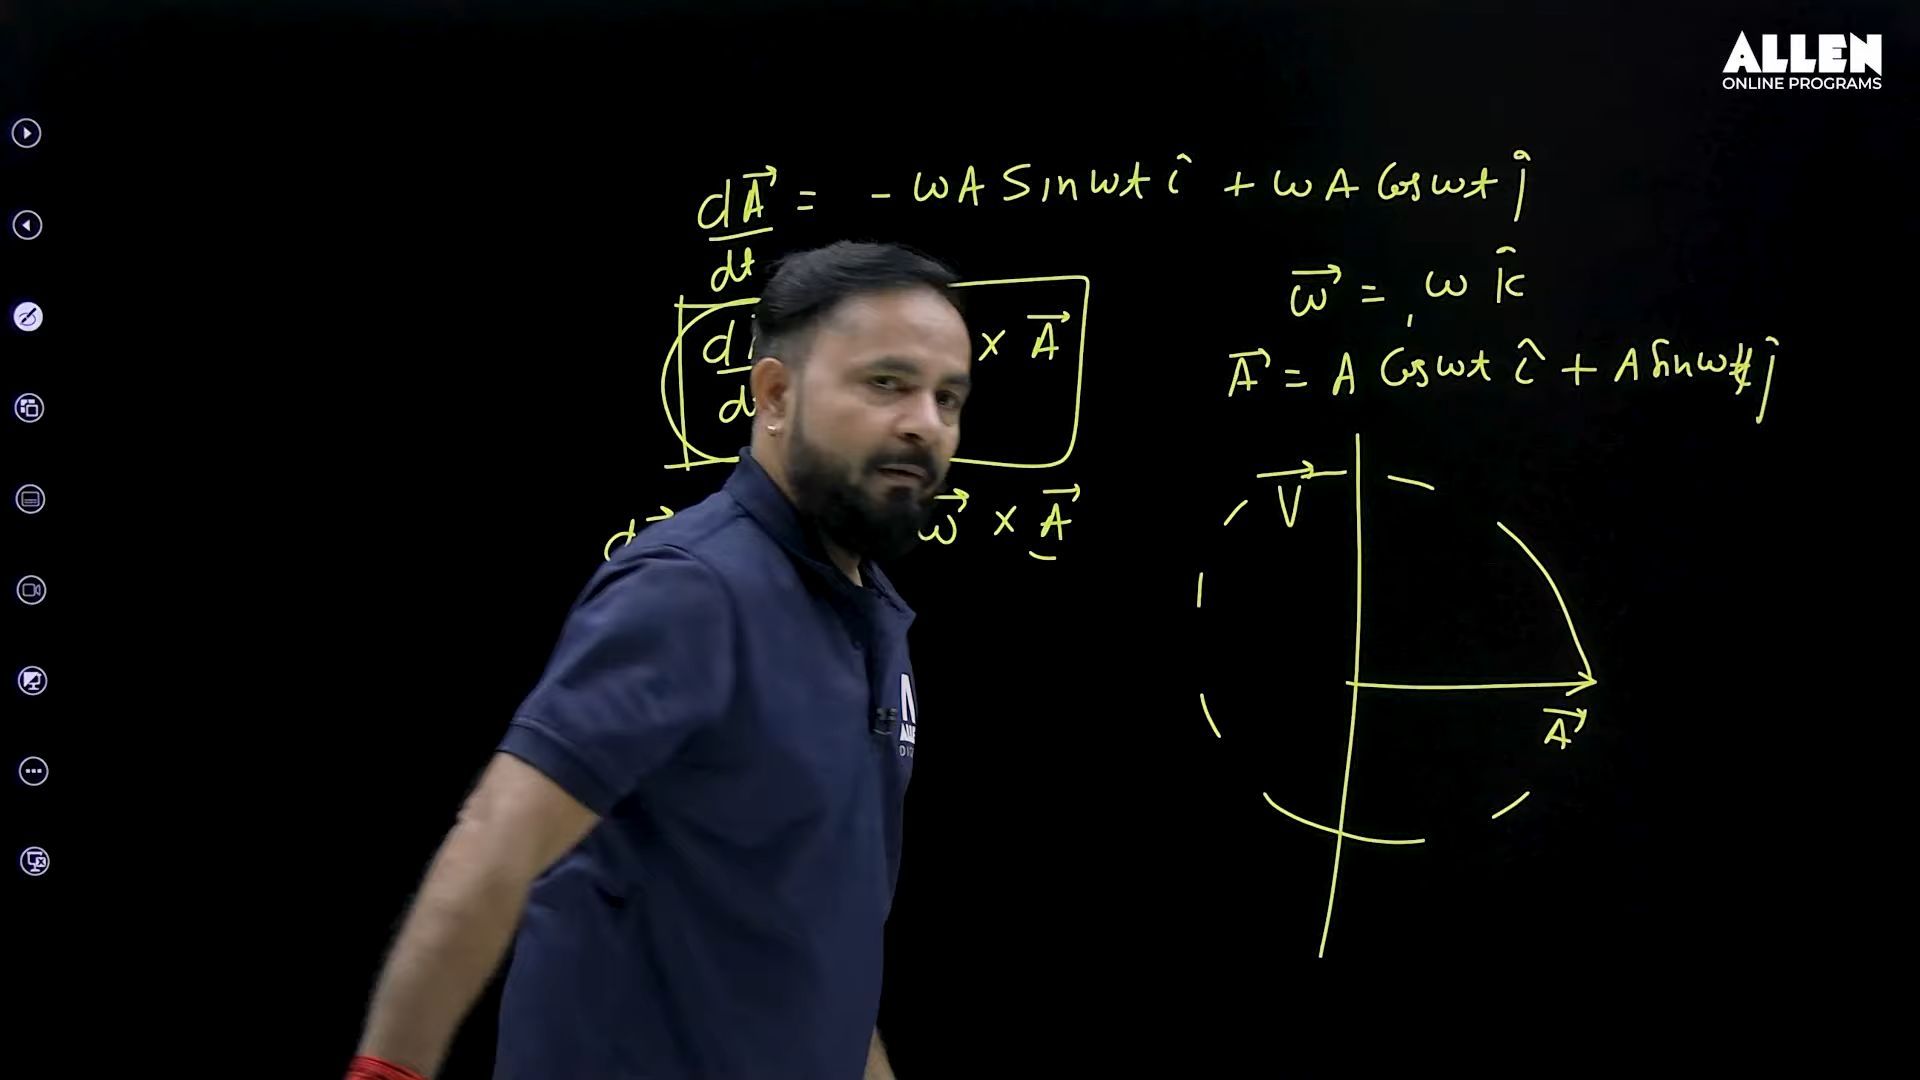 ALLEN
ONLINE PROGRAMS
dA⃗/dt = - ωA Sinωt î + ωA Cosωt ĵ
ω⃗ = ω k̂
× A⃗
A⃗ = A Cosωt î + A Sinωt ĵ
V⃗
ω⃗ × A⃗
A⃗